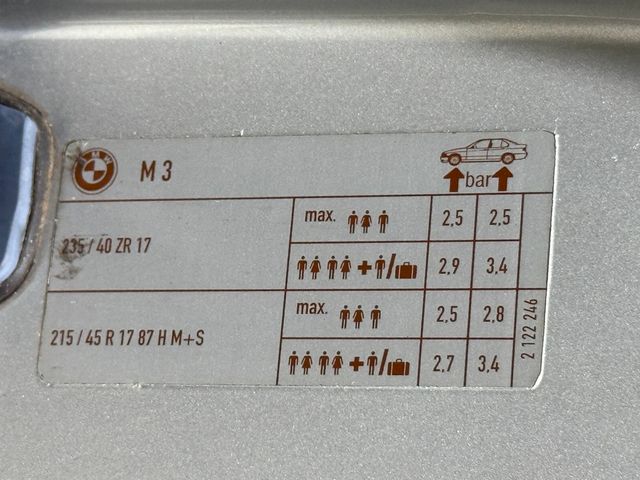 BMW M 3
bar
235 / 40 ZR 17 max. 2,5 2,5
+ / 2,9 3,4
215 / 45 R 17 87 H M+S max. 2,5 2,8
+ / 2,7 3,4
2 122 246